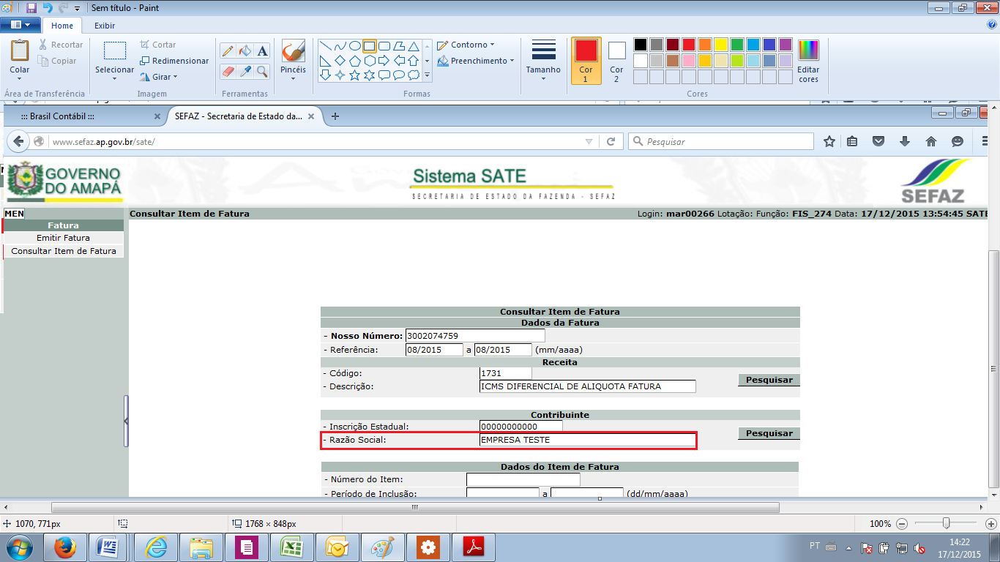 Sem título - Paint
Home Exibir
Colar
Recortar
Copiar
Área de Transferência
Selecionar
Cortar
Redimensionar
Girar
Imagem
A
Ferramentas
Pincéis
Contorno
Preenchimento
Formas
Tamanho
Cor 1
Cor 2
Editar cores
Cores
::: Brasil Contábil :::
SEFAZ - Secretaria de Estado da...
www.sefaz.ap.gov.br/sate/
Pesquisar
GOVERNO
DO AMAPÁ
Sistema SATE
SECRETARIA DE ESTADO DA FAZENDA - SEFAZ
SEFAZ
MEN
Consultar Item de Fatura
Login: mar00266 Lotação: Função: FIS_274 Data: 17/12/2015 13:54:45 SATE
Fatura
Emitir Fatura
Consultar Item de Fatura
Consultar Item de Fatura
Dados da Fatura
- Nosso Número: 3002074759
- Referência: 08/2015 a 08/2015 (mm/aaaa)
Receita
- Código: 1731
- Descrição: ICMS DIFERENCIAL DE ALIQUOTA FATURA
Pesquisar
Contribuinte
- Inscrição Estadual: 00000000000
- Razão Social: EMPRESA TESTE
Pesquisar
Dados do Item de Fatura
- Número do Item:
- Período de Inclusão: a (dd/mm/aaaa)
1070, 771px
1768 × 848px
100%
PT
14:22
17/12/2015